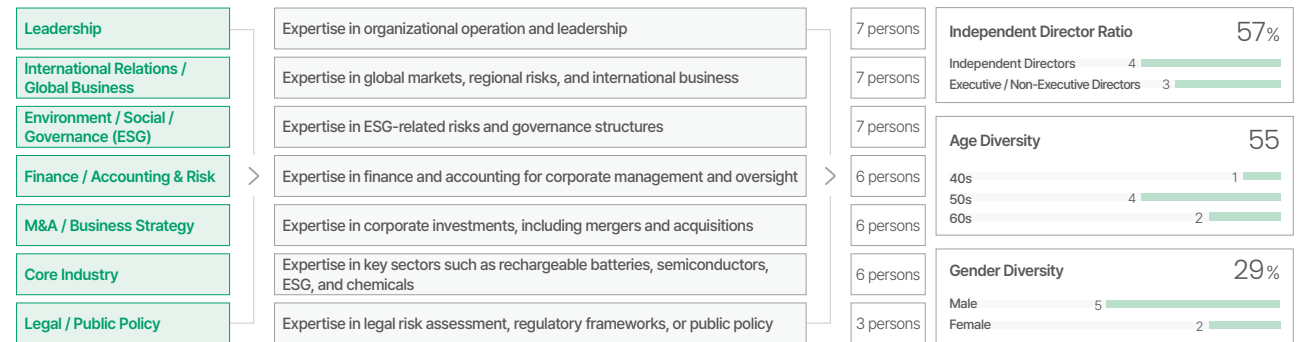 Leadership
Expertise in organizational operation and leadership
7 persons
International Relations /
Global Business
Expertise in global markets, regional risks, and international business
7 persons
Environment / Social /
Governance (ESG)
Expertise in ESG-related risks and governance structures
7 persons
Finance / Accounting & Risk
Expertise in finance and accounting for corporate management and oversight
6 persons
M&A / Business Strategy
Expertise in corporate investments, including mergers and acquisitions
6 persons
Core Industry
Expertise in key sectors such as rechargeable batteries, semiconductors,
ESG, and chemicals
6 persons
Legal / Public Policy
Expertise in legal risk assessment, regulatory frameworks, or public policy
3 persons
Independent Director Ratio 57%
Independent Directors 4
Executive / Non-Executive Directors 3
Age Diversity 55
40s 1
50s 4
60s 2
Gender Diversity 29%
Male 5
Female 2